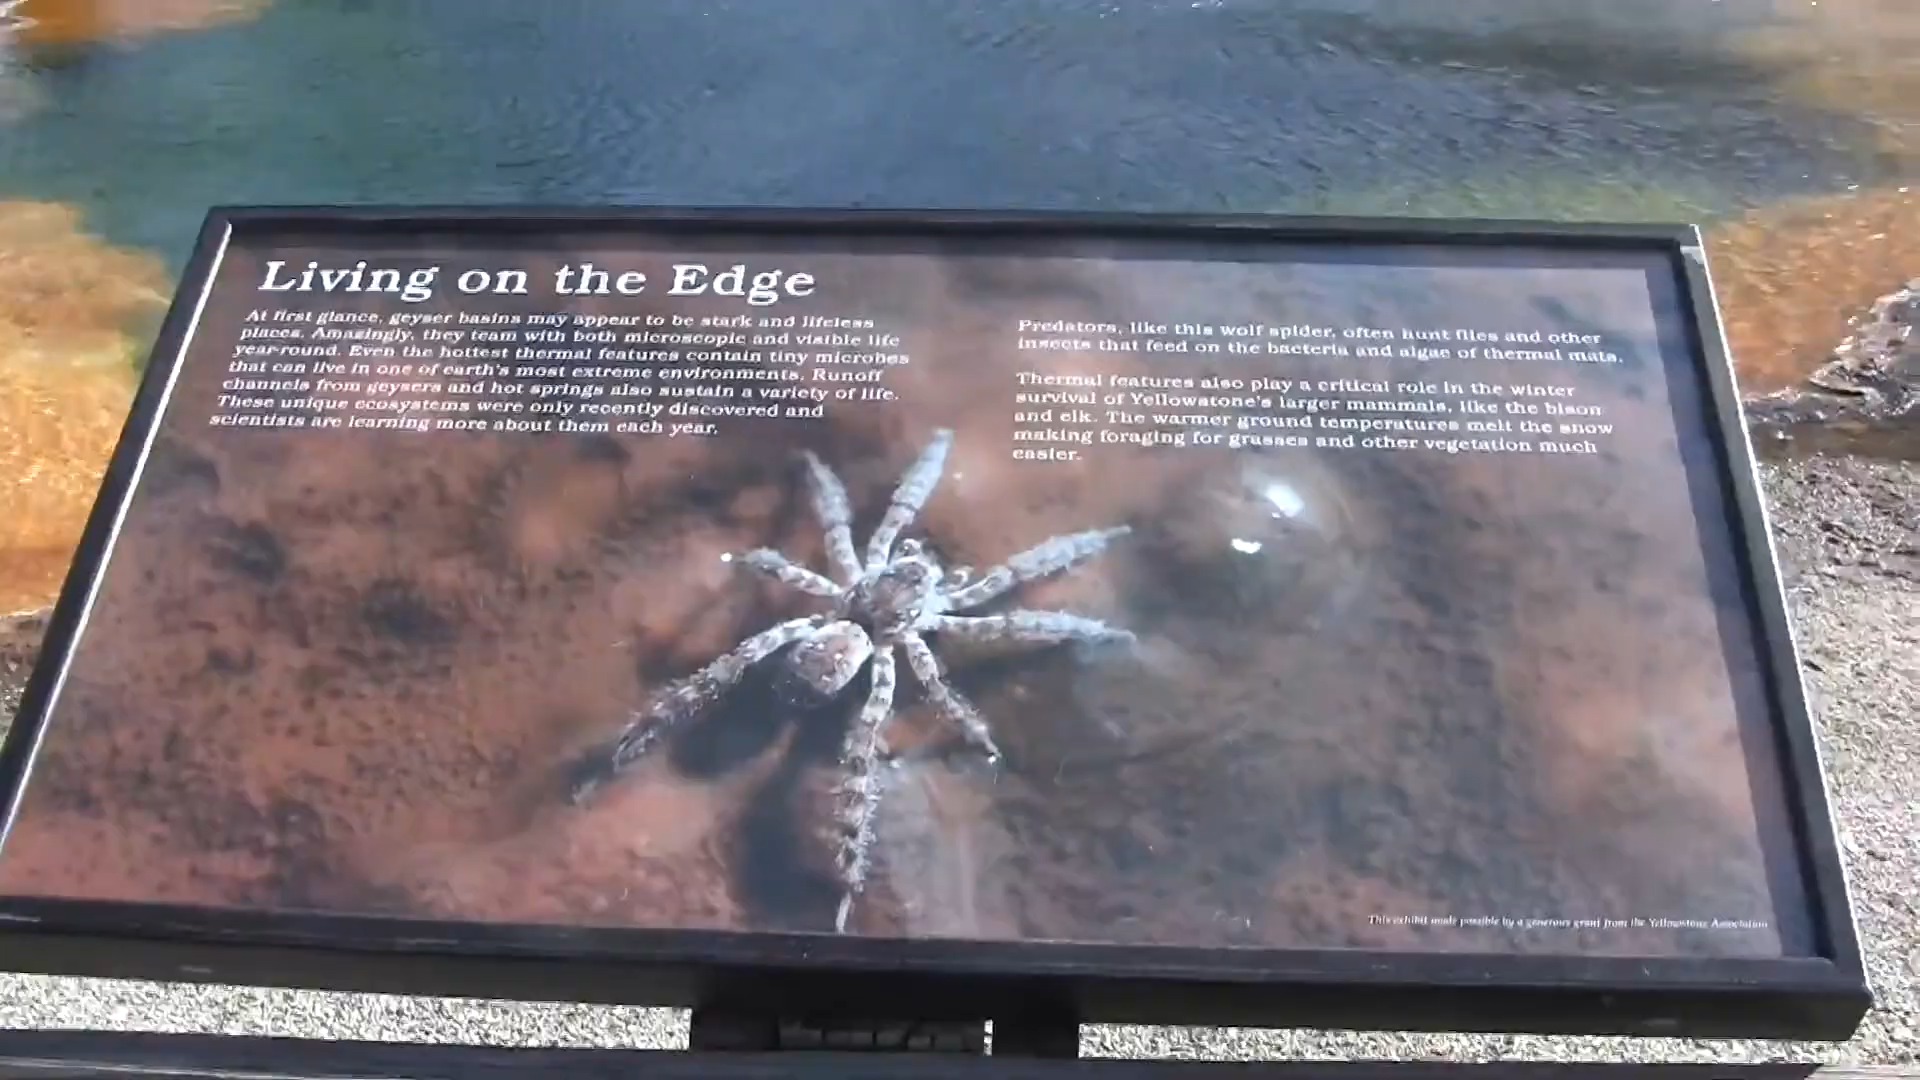 Living on the Edge
At first glance, geyser basins may appear to be stark and lifeless
places. Amazingly, they team with both microscopic and visible life
year-round. Even the hottest thermal features contain tiny microbes
that can live in one of earth's most extreme environments. Runoff
channels from geysers and hot springs also sustain a variety of life.
These unique ecosystems were only recently discovered and
scientists are learning more about them each year.
Predators, like this wolf spider, often hunt flies and other
insects that feed on the bacteria and algae of thermal mats.
Thermal features also play a critical role in the winter
survival of Yellowstone's larger mammals, like the bison
and elk. The warmer ground temperatures melt the snow
making foraging for grasses and other vegetation much
easier.
This exhibit made possible by a generous grant from the Yellowstone Association